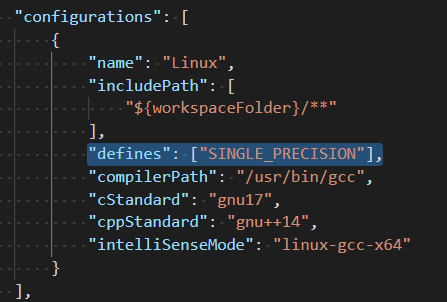 "configurations": [
{
"name": "Linux",
"includePath": [
"${workspaceFolder}/**"
],
"defines": ["SINGLE_PRECISION"],
"compilerPath": "/usr/bin/gcc",
"cStandard": "gnu17",
"cppStandard": "gnu++14",
"intelliSenseMode": "linux-gcc-x64"
}
],